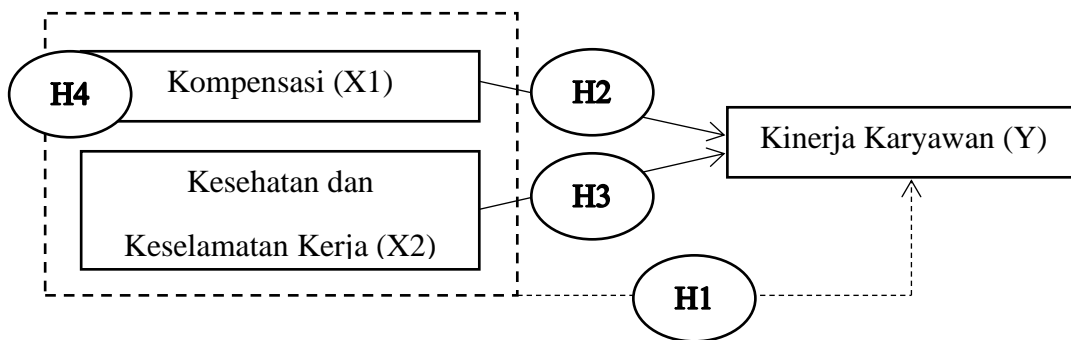 H4
Kompensasi (X1)
H2
Kinerja Karyawan (Y)
Kesehatan dan
Keselamatan Kerja (X2)
H3
H1